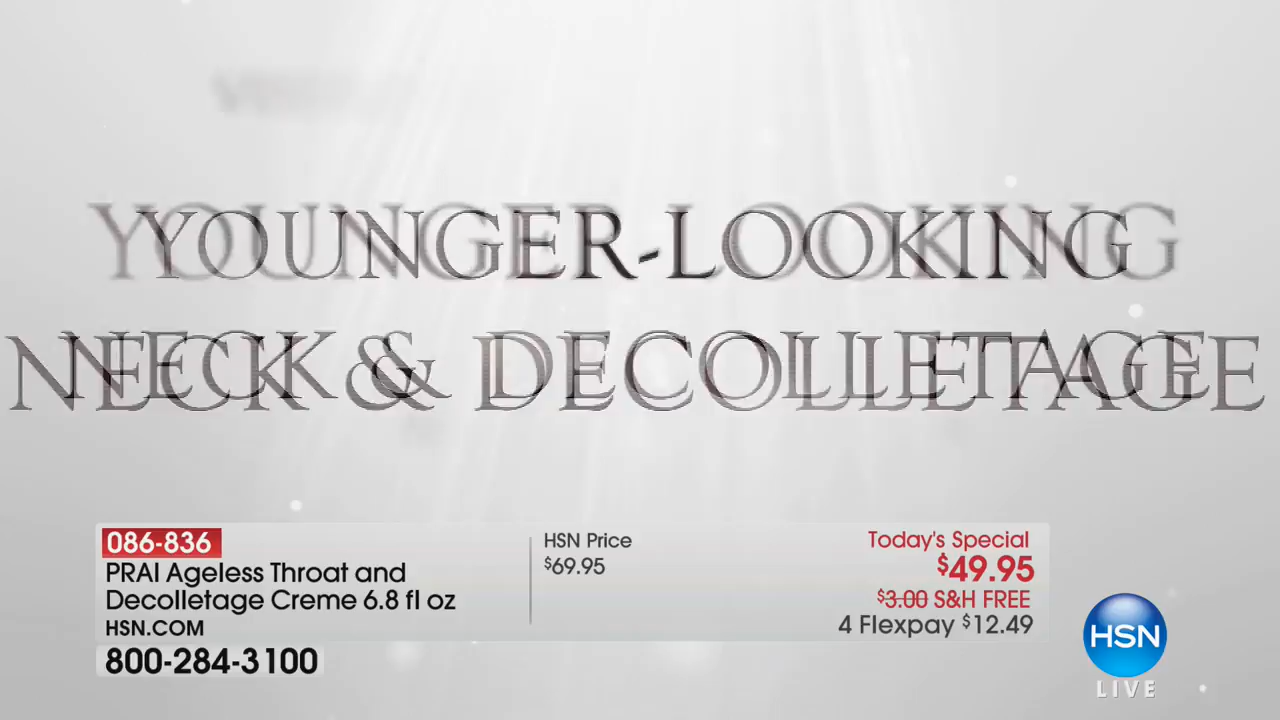 YOUNGER-LOOKING
NECK & DECOLLETAGE
086-836
PRAI Ageless Throat and
Decolletage Creme 6.8 fl oz
HSN.COM
800-284-3100
HSN Price
$69.95
Today's Special
$49.95
$3.00 S&H FREE
4 Flexpay $12.49
HSN
LIVE